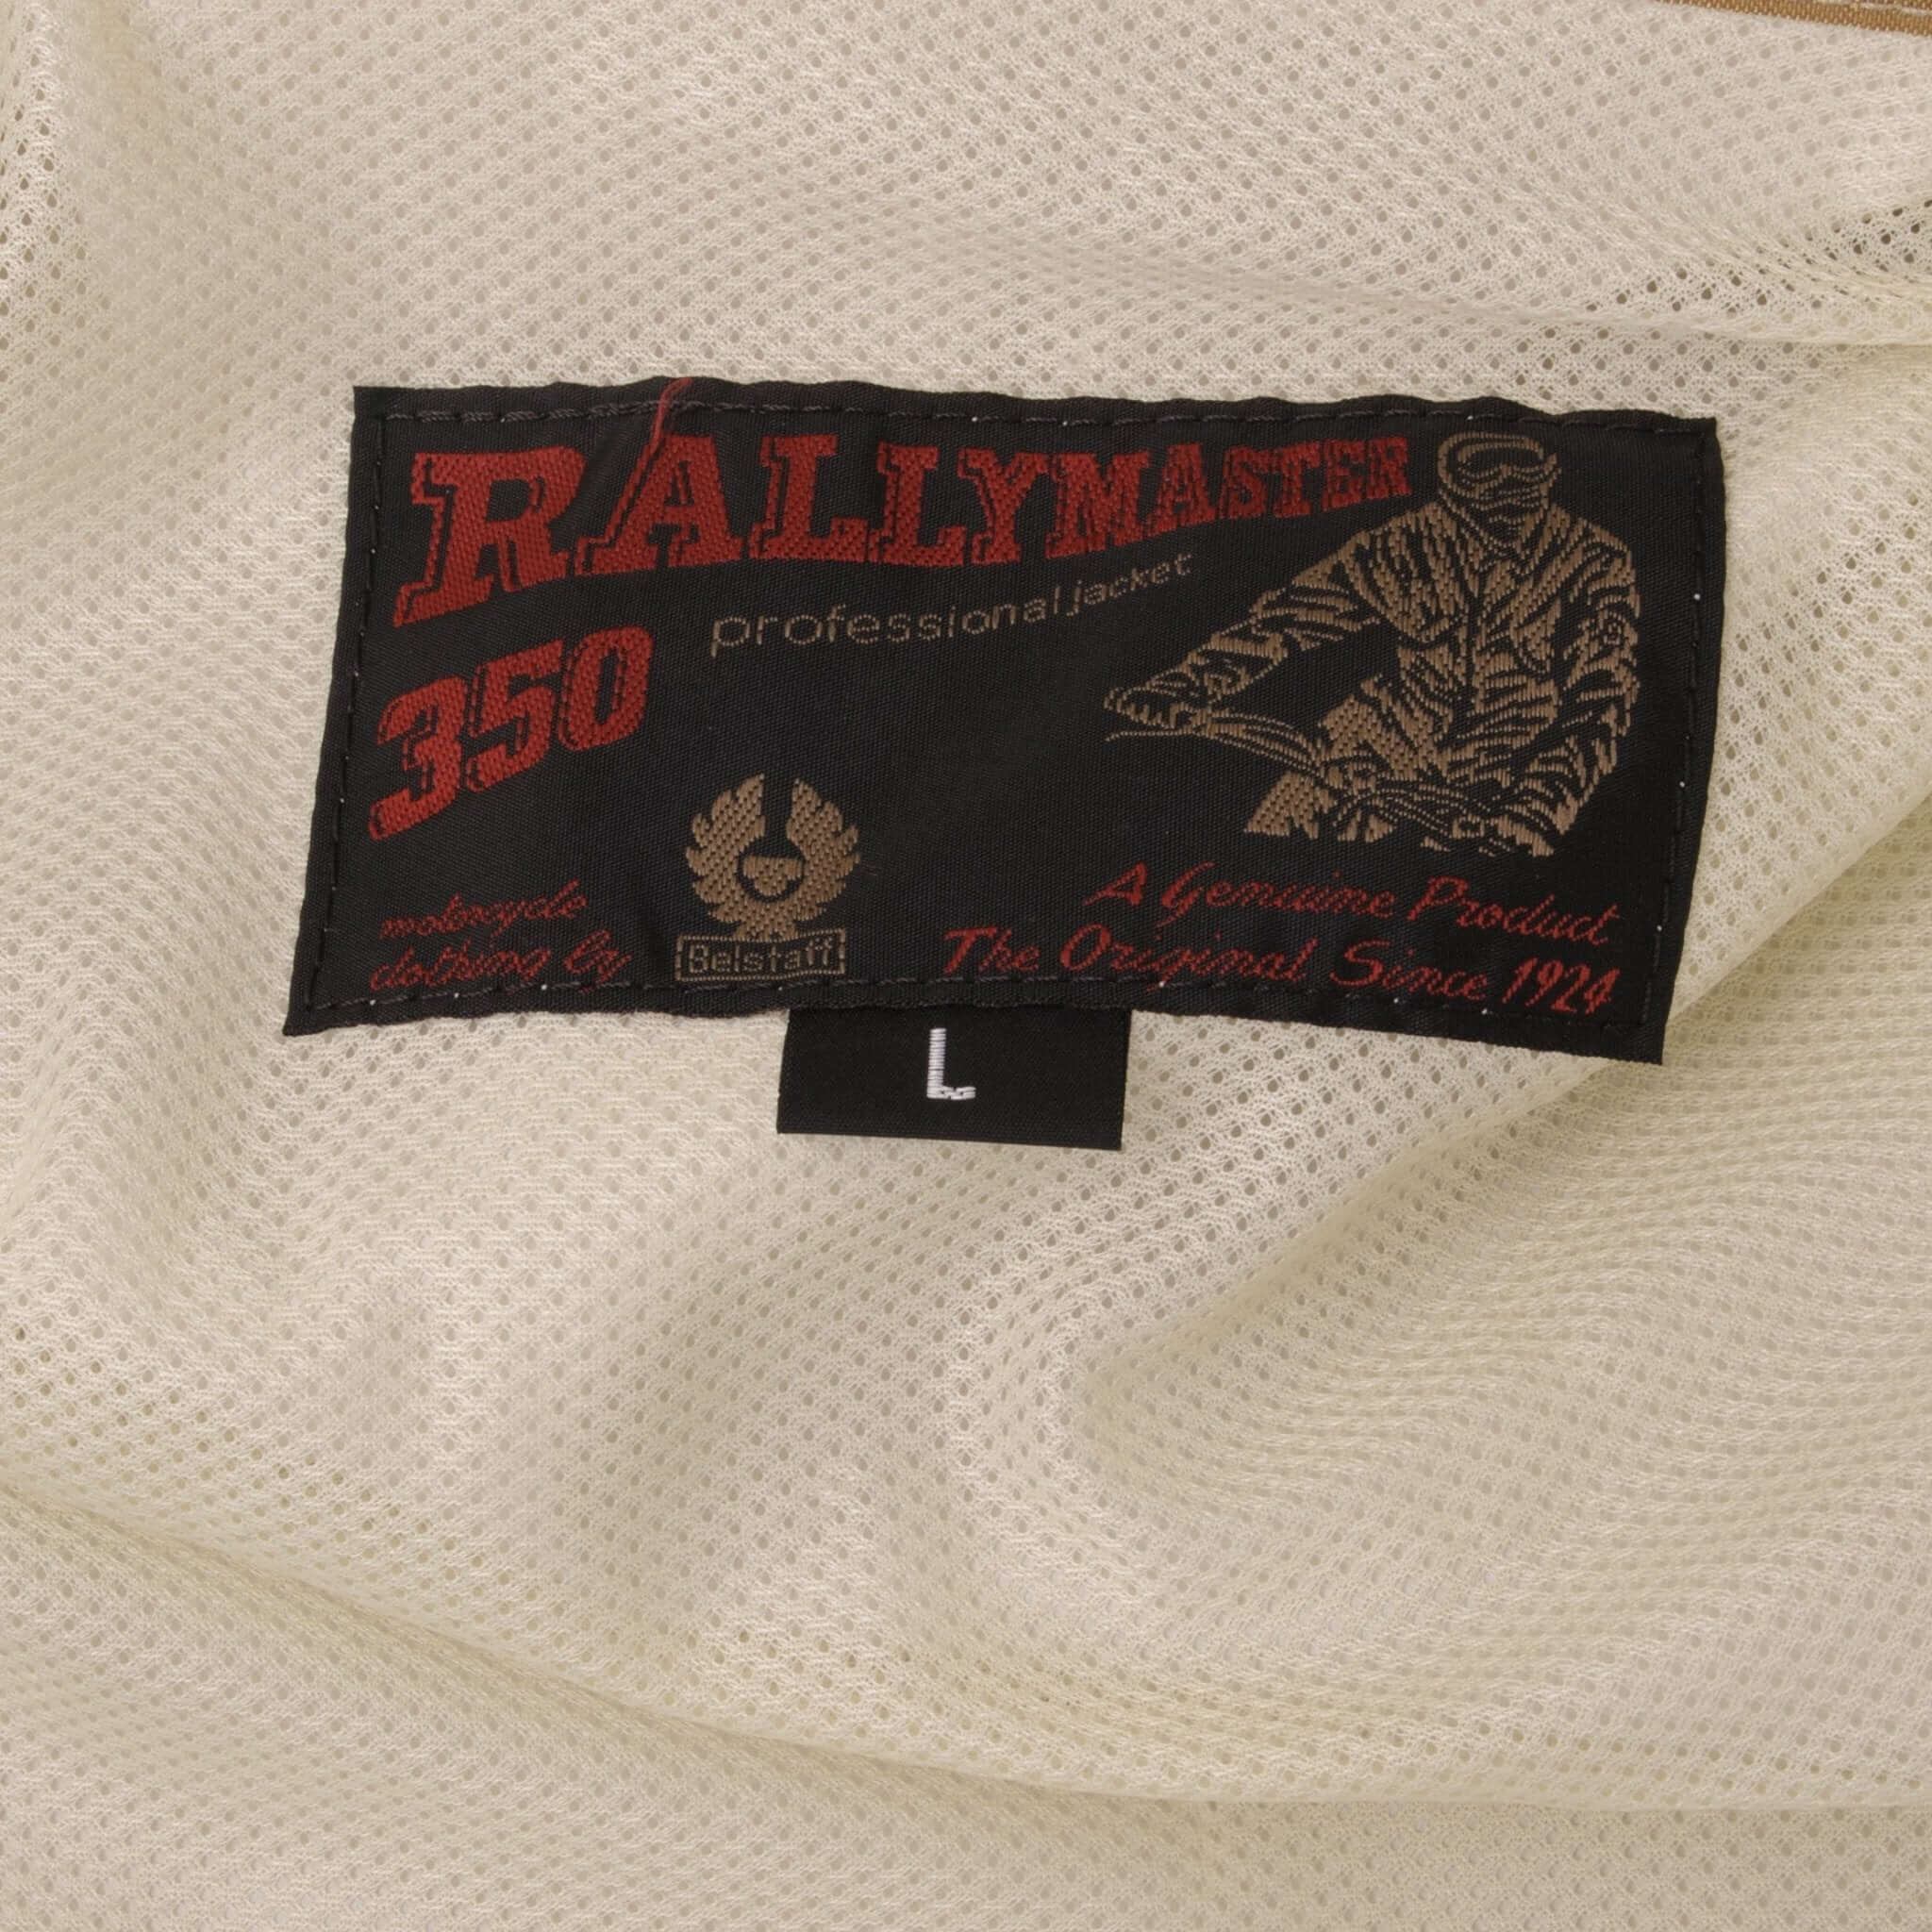 RALLYMASTER
professional jacket
350
motorcycle
clothing by
Belstaff
A Genuine Product
The Original Since 1924
L